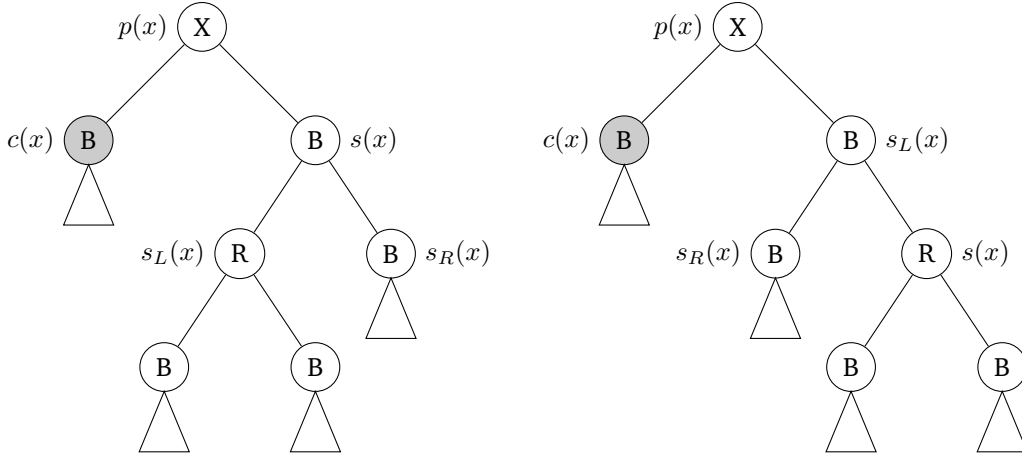 p(x) X
c(x) B B s(x)
s_L(x) R B s_R(x)
B B
p(x) X
c(x) B B s_L(x)
s_R(x) B R s(x)
B B